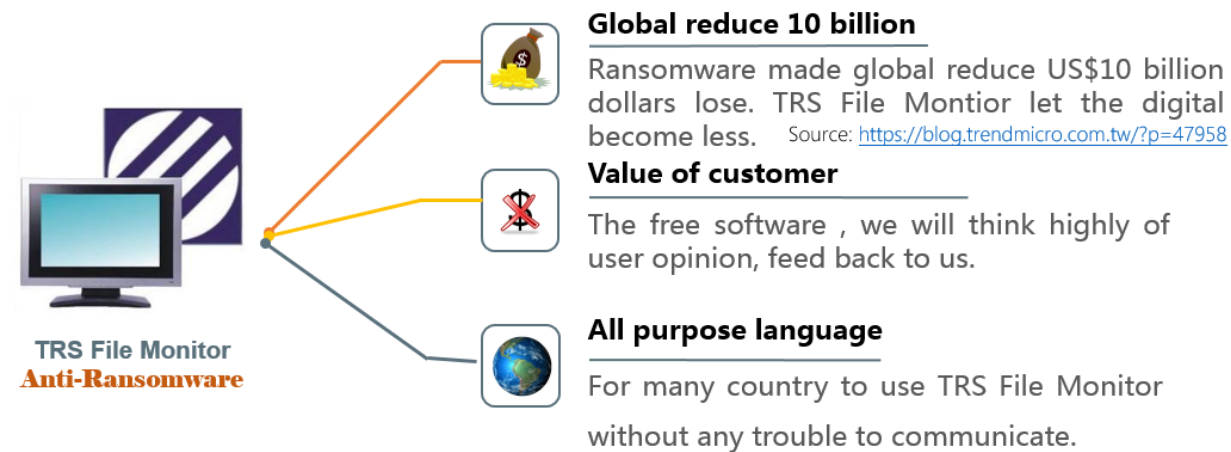 Global reduce 10 billion
Ransomware made global reduce US$10 billion
dollars lose. TRS File Montior let the digital
become less. Source: https://blog.trendmicro.com.tw/?p=47958
Value of customer
The free software , we will think highly of
user opinion, feed back to us.
All purpose language
For many country to use TRS File Monitor
without any trouble to communicate.
TRS File Monitor
Anti-Ransomware
$
$